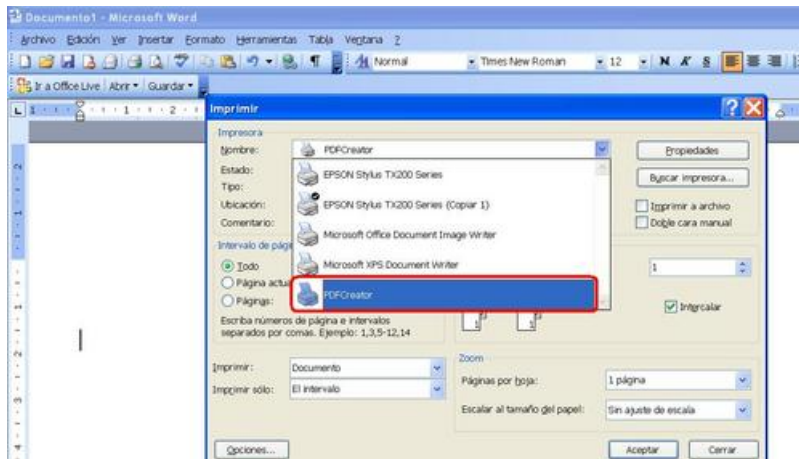 Documento1 - Microsoft Word
Archivo Edición Ver Insertar Formato Herramientas Tabla Ventana ?
Normal Times New Roman 12 N K S
Ir a Office Live Abrir Guardar
1 1 2
Imprimir
Impresora
Nombre: PDFCreator Propiedades
Estado: EPSON Stylus TX200 Series Buscar impresora...
Tipo:
Ubicación: EPSON Stylus TX200 Series (Copiar 1) Imprimir a archivo
Comentario: Doble cara manual
Microsoft Office Document Image Writer
Intervalo de pági
Todo Microsoft XPS Document Writer 1
Página actua
Páginas: PDFCreator Intercalar
Escriba números de página e intervalos
separados por comas. Ejemplo: 1,3,5-12,14
Imprimir: Documento Zoom
Imprimir sólo: El intervalo Páginas por hoja: 1 página
Escalar al tamaño del papel: Sin ajuste de escala
Opciones... Aceptar Cerrar